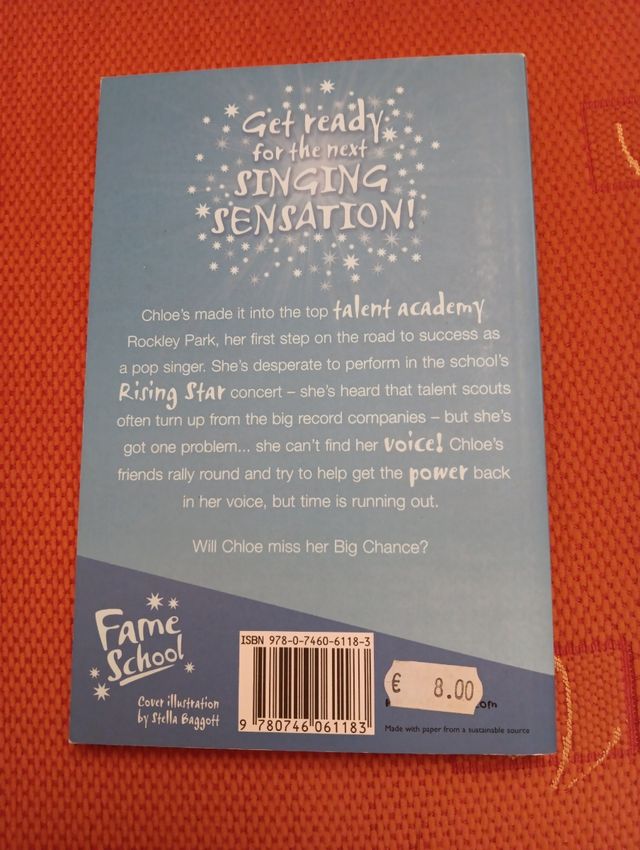 Get ready
for the next
SINGING
SENSATION!
Chloe's made it into the top talent academy
Rockley Park, her first step on the road to success as
a pop singer. She's desperate to perform in the school's
Rising Star concert – she's heard that talent scouts
often turn up from the big record companies – but she's
got one problem... she can't find her voice! Chloe's
friends rally round and try to help get the power back
in her voice, but time is running out.
Will Chloe miss her Big Chance?
Fame
School
Cover illustration
by Stella Baggott
ISBN 978-0-7460-6118-3
9 780746 061183
€ 8.00
Made with paper from a sustainable source